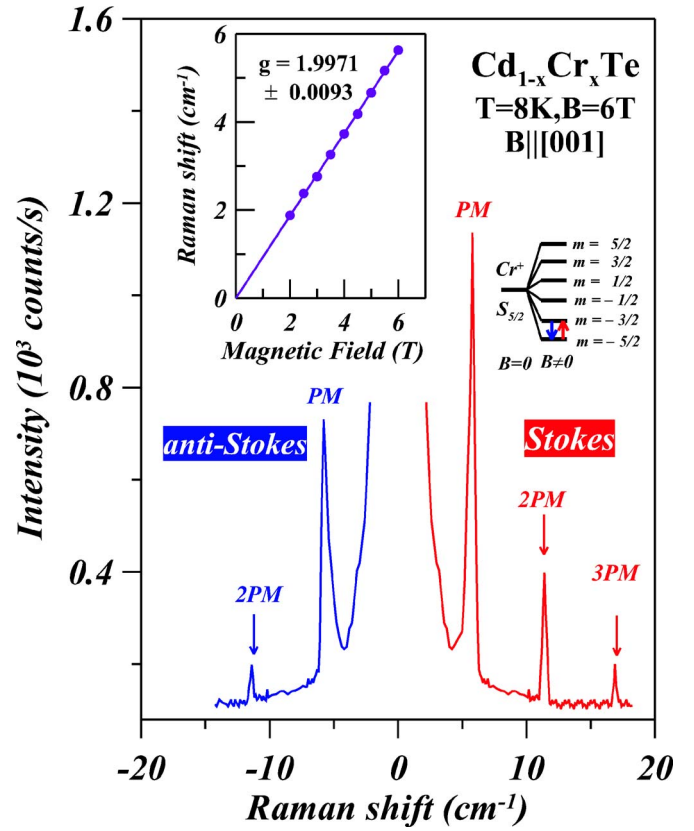 Cd1-xCrxTe
T=8K,B=6T
B||[001]
g = 1.9971
± 0.0093
Raman shift (cm-1)
6
4
2
0
0 2 4 6
Magnetic Field (T)
Intensity (10³ counts/s)
1.6
1.2
0.8
0.4
Cr+
S5/2
m = 5/2
m = 3/2
m = 1/2
m = - 1/2
m = - 3/2
m = - 5/2
B=0 B≠0
PM
PM
anti-Stokes
Stokes
2PM
2PM
3PM
-20 -10 0 10 20
Raman shift (cm-1)